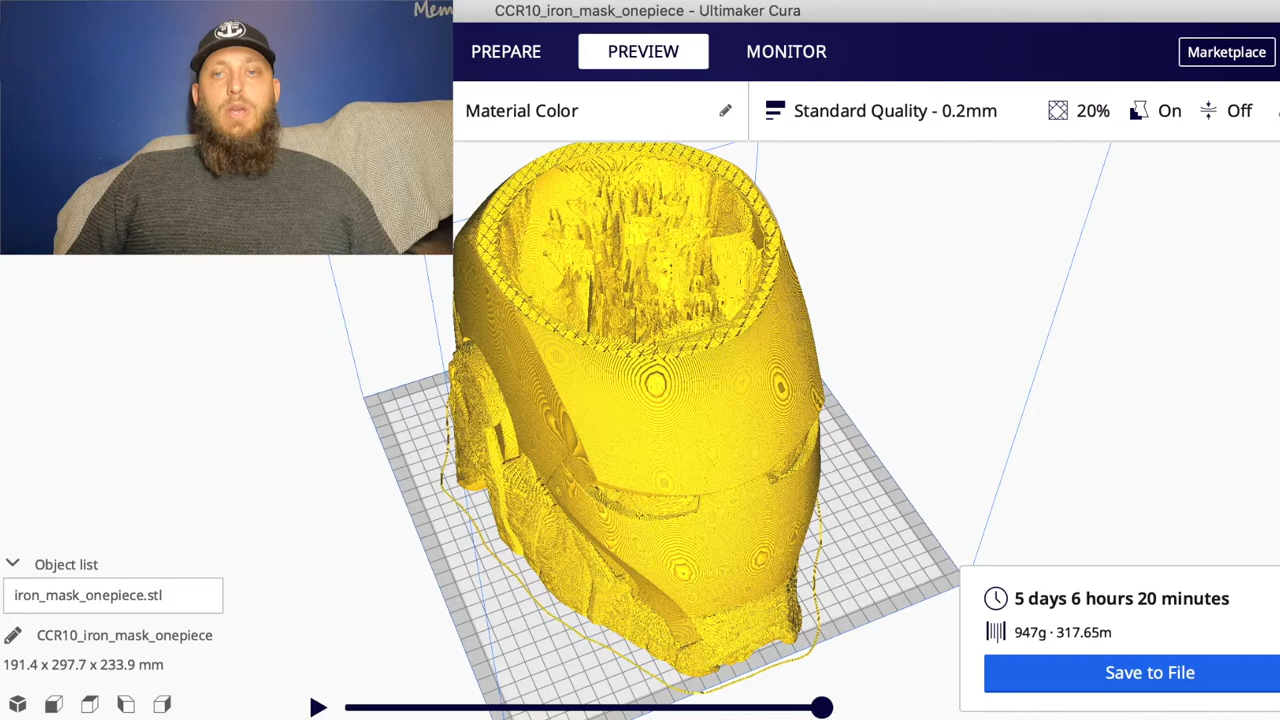 Mem
CCR10_iron_mask_onepiece - Ultimaker Cura
PREPARE PREVIEW MONITOR Marketplace
Material Color Standard Quality - 0.2mm 20% On Off
Object list
iron_mask_onepiece.stl
CCR10_iron_mask_onepiece
191.4 x 297.7 x 233.9 mm
5 days 6 hours 20 minutes
947g · 317.65m
Save to File